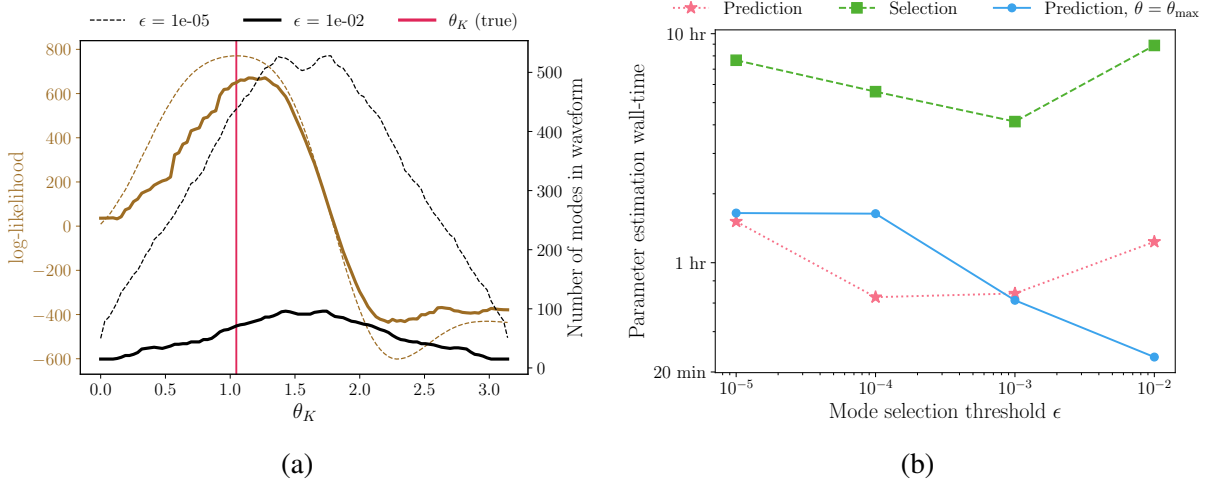 ϵ = 1e-05 ϵ = 1e-02 θ_K (true)
800
600
400
200
0
−200
−400
−600
log-likelihood
500
400
300
200
100
0
Number of modes in waveform
0.0 0.5 1.0 1.5 2.0 2.5 3.0
θ_K
(a)
Prediction Selection Prediction, θ = θ_max
10 hr
1 hr
20 min
Parameter estimation wall-time
10^−5 10^−4 10^−3 10^−2
Mode selection threshold ϵ
(b)